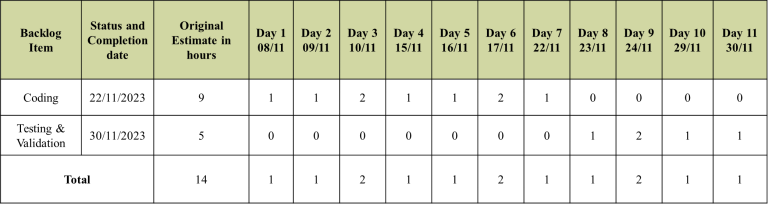 Backlog Item Status and Completion date Original Estimate in hours Day 1 08/11 Day 2 09/11 Day 3 10/11 Day 4 15/11 Day 5 16/11 Day 6 17/11 Day 7 22/11 Day 8 23/11 Day 9 24/11 Day 10 29/11 Day 11 30/11
Coding 22/11/2023 9 1 1 2 1 1 2 1 0 0 0 0
Testing & Validation 30/11/2023 5 0 0 0 0 0 0 0 1 2 1 1
Total 14 1 1 2 1 1 2 1 1 2 1 1